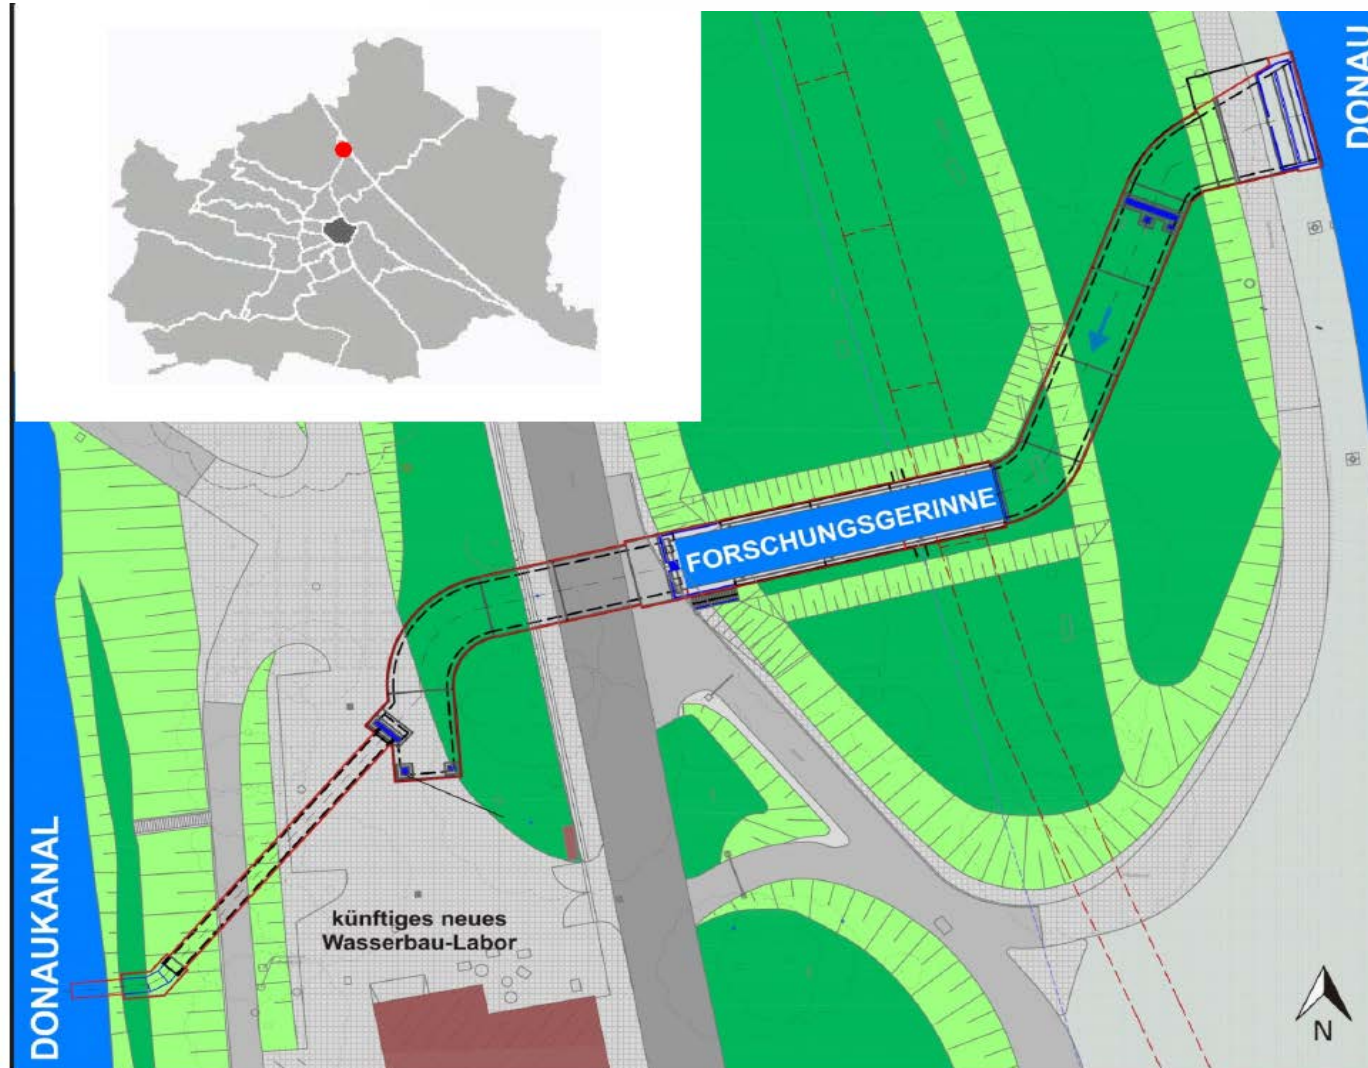 DONAU
FORSCHUNGSGERINNE
DONAUKANAL
künftiges neues
Wasserbau-Labor
N